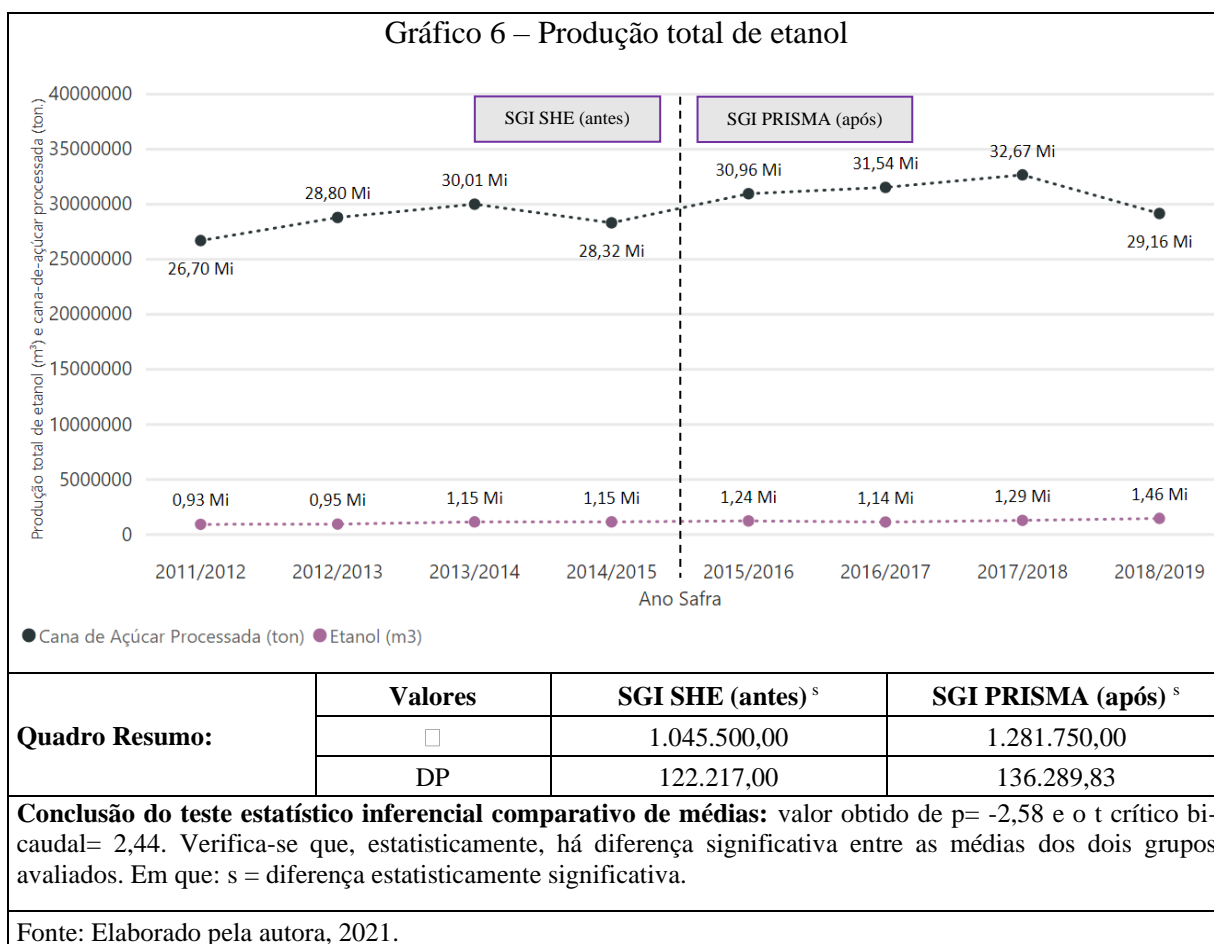 Gráfico 6 – Produção total de etanol
Produção total de etanol (m³) e cana-de-açúcar processada (ton.)
40000000
35000000
30000000
25000000
20000000
15000000
10000000
5000000
0
SGI SHE (antes)
SGI PRISMA (após)
26,70 Mi
28,80 Mi
30,01 Mi
28,32 Mi
30,96 Mi
31,54 Mi
32,67 Mi
29,16 Mi
0,93 Mi
0,95 Mi
1,15 Mi
1,15 Mi
1,24 Mi
1,14 Mi
1,29 Mi
1,46 Mi
2011/2012 2012/2013 2013/2014 2014/2015 2015/2016 2016/2017 2017/2018 2018/2019
Ano Safra
Cana de Açúcar Processada (ton) Etanol (m3)
Quadro Resumo:
Valores SGI SHE (antes) s SGI PRISMA (após) s
□ 1.045.500,00 1.281.750,00
DP 122.217,00 136.289,83
Conclusão do teste estatístico inferencial comparativo de médias: valor obtido de p= -2,58 e o t crítico bi-
caudal= 2,44. Verifica-se que, estatisticamente, há diferença significativa entre as médias dos dois grupos
avaliados. Em que: s = diferença estatisticamente significativa.
Fonte: Elaborado pela autora, 2021.